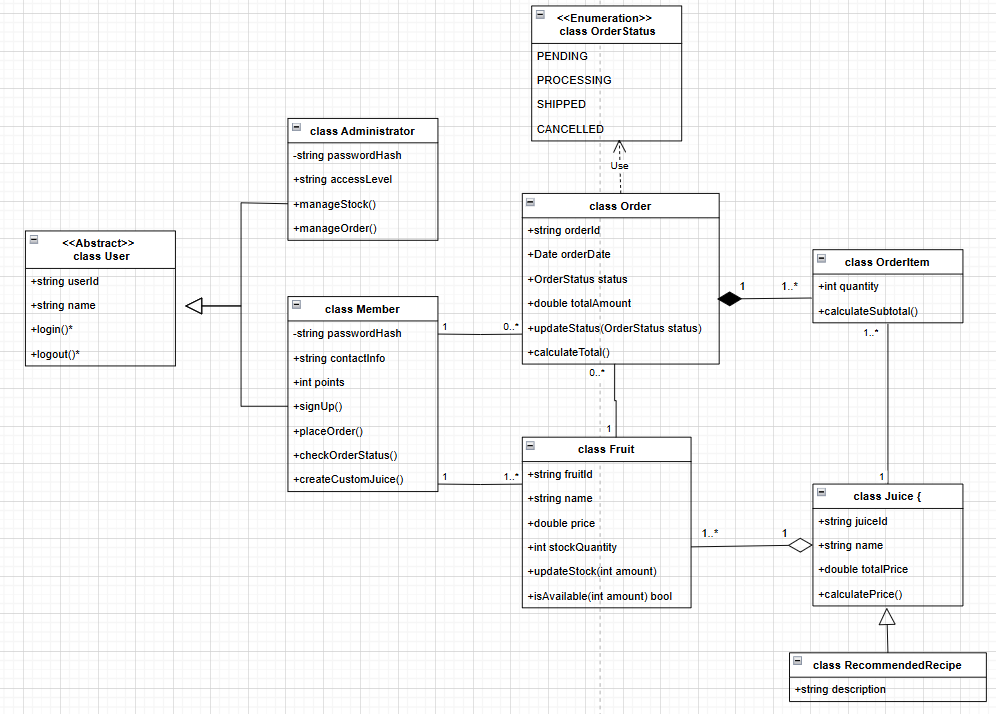 <<Enumeration>>
class OrderStatus
PENDING
PROCESSING
SHIPPED
CANCELLED
Use
class Administrator
-string passwordHash
+string accessLevel
+manageStock()
+manageOrder()
<<Abstract>>
class User
+string userId
+string name
+login()*
+logout()*
class Member
-string passwordHash
+string contactInfo
+int points
+signUp()
+placeOrder()
+checkOrderStatus()
+createCustomJuice()
1
0..*
1
1..*
class Order
+string orderId
+Date orderDate
+OrderStatus status
+double totalAmount
+updateStatus(OrderStatus status)
+calculateTotal()
1
1..*
class OrderItem
+int quantity
+calculateSubtotal()
1..*
1
0..*
1
class Fruit
+string fruitId
+string name
+double price
+int stockQuantity
+updateStock(int amount)
+isAvailable(int amount) bool
1..*
1
class Juice {
+string juiceId
+string name
+double totalPrice
+calculatePrice()
class RecommendedRecipe
+string description